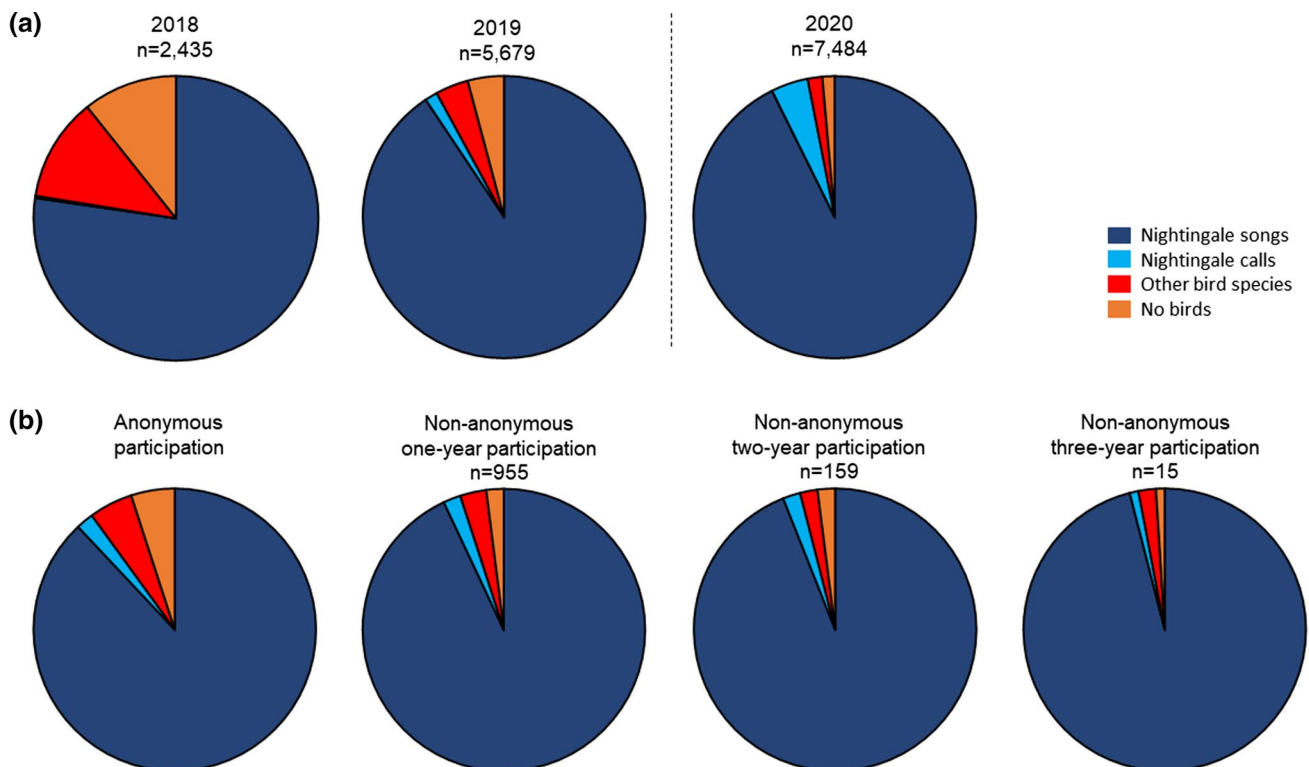 (a)
2018
n=2,435
2019
n=5,679
2020
n=7,484
Nightingale songs
Nightingale calls
Other bird species
No birds
(b)
Anonymous
participation
Non-anonymous
one-year participation
n=955
Non-anonymous
two-year participation
n=159
Non-anonymous
three-year participation
n=15